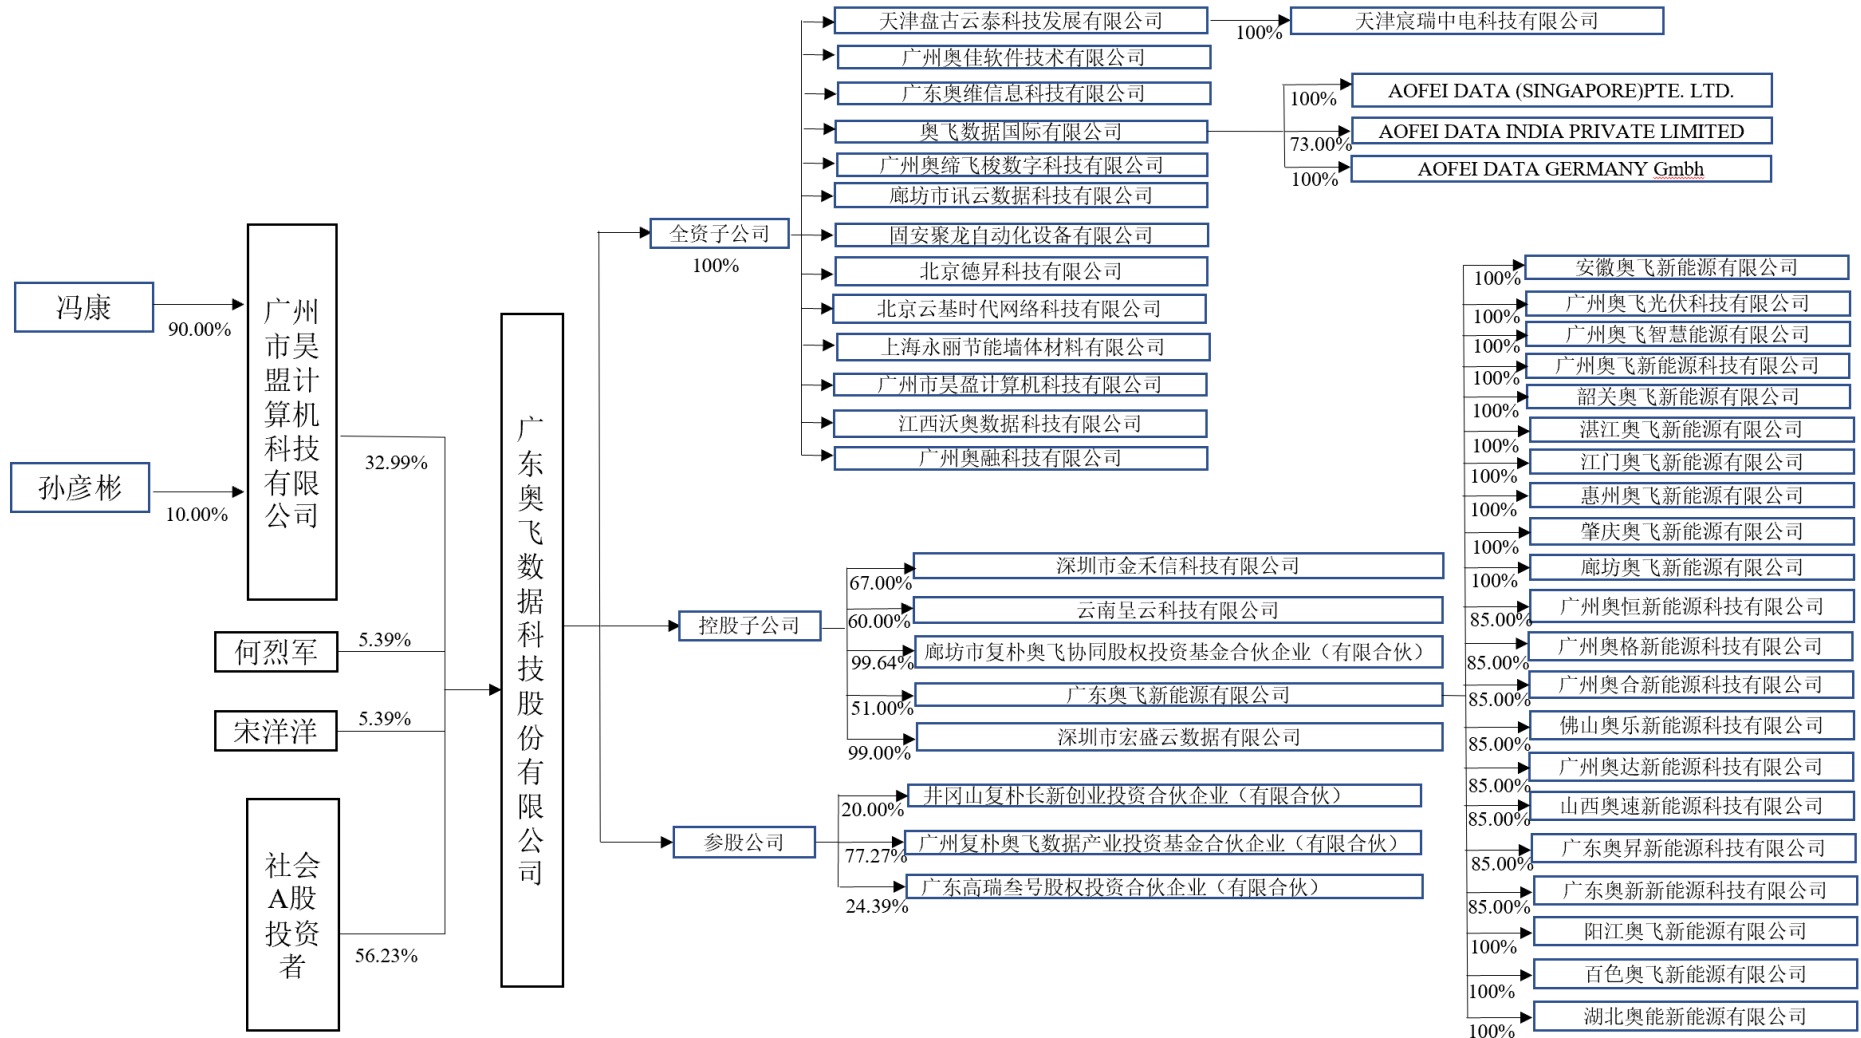 冯康
90.00%
孙彦彬
10.00%
广州
市昊
盟计
算机
科技
有限
公司
32.99%
何烈军
5.39%
宋洋洋
5.39%
社会
A股
投资
者
56.23%
广东奥飞数据科技股份有限公司
全资子公司
100%
天津盘古云泰科技发展有限公司
100%
天津宸瑞中电科技有限公司
广州奥佳软件技术有限公司
广东奥维信息科技有限公司
奥飞数据国际有限公司
100%
AOFEI DATA (SINGAPORE)PTE. LTD.
73.00%
AOFEI DATA INDIA PRIVATE LIMITED
100%
AOFEI DATA GERMANY Gmbh
广州奥缔飞梭数字科技有限公司
廊坊市讯云数据科技有限公司
固安聚龙自动化设备有限公司
北京德昇科技有限公司
北京云基时代网络科技有限公司
上海永丽节能墙体材料有限公司
广州市昊盈计算机科技有限公司
江西沃奥数据科技有限公司
广州奥融科技有限公司
控股子公司
67.00%
深圳市金禾信科技有限公司
60.00%
云南呈云科技有限公司
99.64%
廊坊市复朴奥飞协同股权投资基金合伙企业（有限合伙）
51.00%
广东奥飞新能源有限公司
99.00%
深圳市宏盛云数据有限公司
参股公司
20.00%
井冈山复朴长新创业投资合伙企业（有限合伙）
77.27%
广州复朴奥飞数据产业投资基金合伙企业（有限合伙）
24.39%
广东高瑞叁号股权投资合伙企业（有限合伙）
100%
安徽奥飞新能源有限公司
100%
广州奥飞光伏科技有限公司
100%
广州奥飞智慧能源有限公司
100%
广州奥飞新能源科技有限公司
100%
韶关奥飞新能源有限公司
100%
湛江奥飞新能源有限公司
100%
江门奥飞新能源有限公司
100%
惠州奥飞新能源有限公司
100%
肇庆奥飞新能源有限公司
100%
廊坊奥飞新能源有限公司
85.00%
广州奥恒新能源科技有限公司
85.00%
广州奥格新能源科技有限公司
85.00%
广州奥合新能源科技有限公司
85.00%
佛山奥乐新能源科技有限公司
85.00%
广州奥达新能源科技有限公司
85.00%
山西奥速新能源科技有限公司
85.00%
广东奥昇新能源科技有限公司
85.00%
广东奥新新能源科技有限公司
100%
阳江奥飞新能源有限公司
100%
百色奥飞新能源有限公司
100%
湖北奥能新能源有限公司